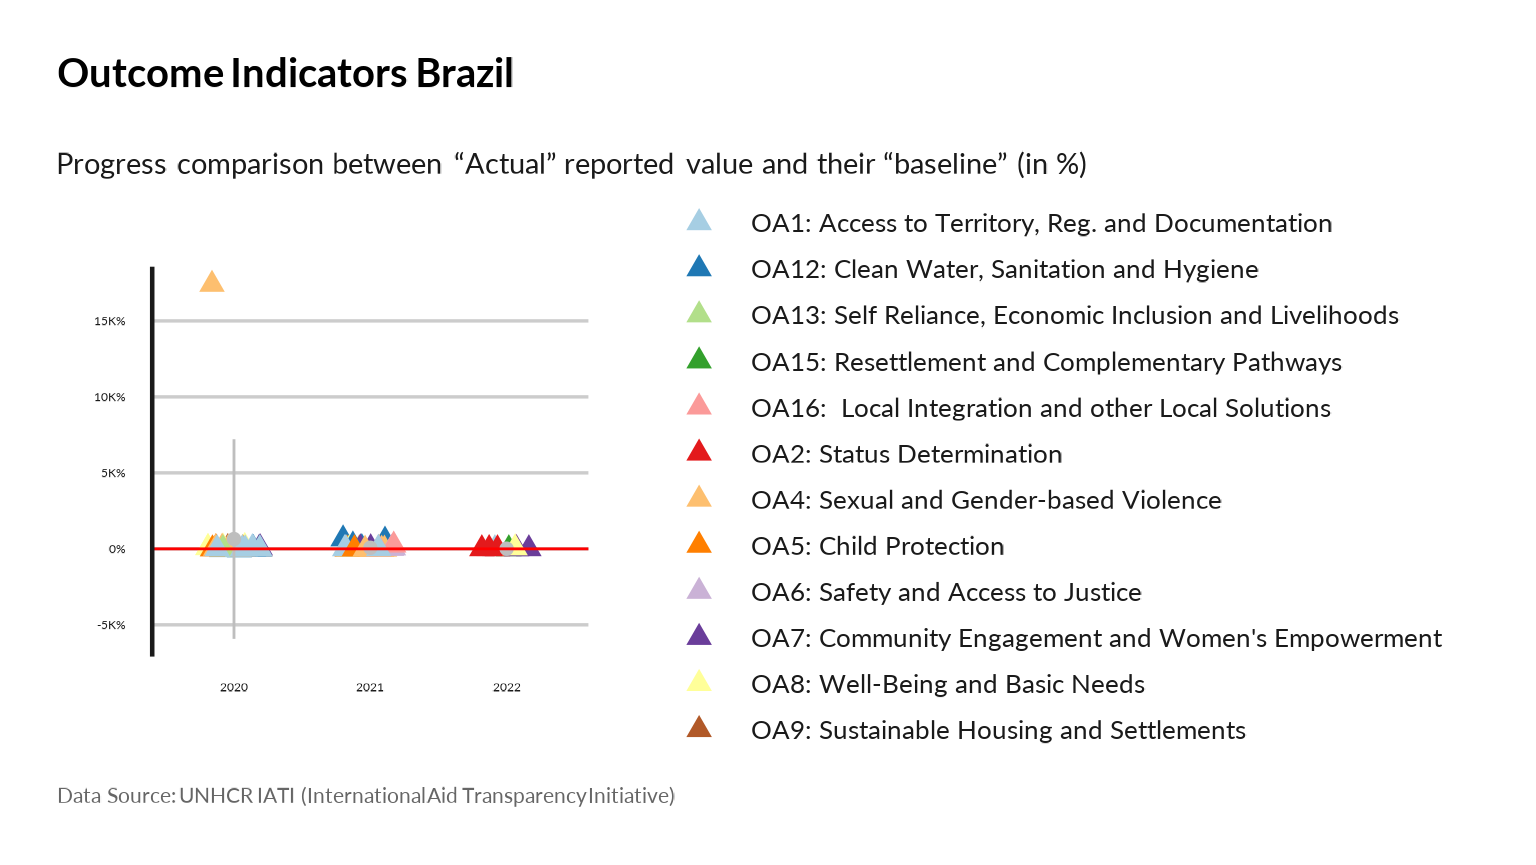 Outcome Indicators Brazil
Progress comparison between “Actual” reported value and their “baseline” (in %)
15K%
10K%
5K%
0%
-5K%
2020
2021
2022
OA1: Access to Territory, Reg. and Documentation
OA12: Clean Water, Sanitation and Hygiene
OA13: Self Reliance, Economic Inclusion and Livelihoods
OA15: Resettlement and Complementary Pathways
OA16:  Local Integration and other Local Solutions
OA2: Status Determination
OA4: Sexual and Gender-based Violence
OA5: Child Protection
OA6: Safety and Access to Justice
OA7: Community Engagement and Women's Empowerment
OA8: Well-Being and Basic Needs
OA9: Sustainable Housing and Settlements
Data Source: UNHCR IATI (International Aid Transparency Initiative)